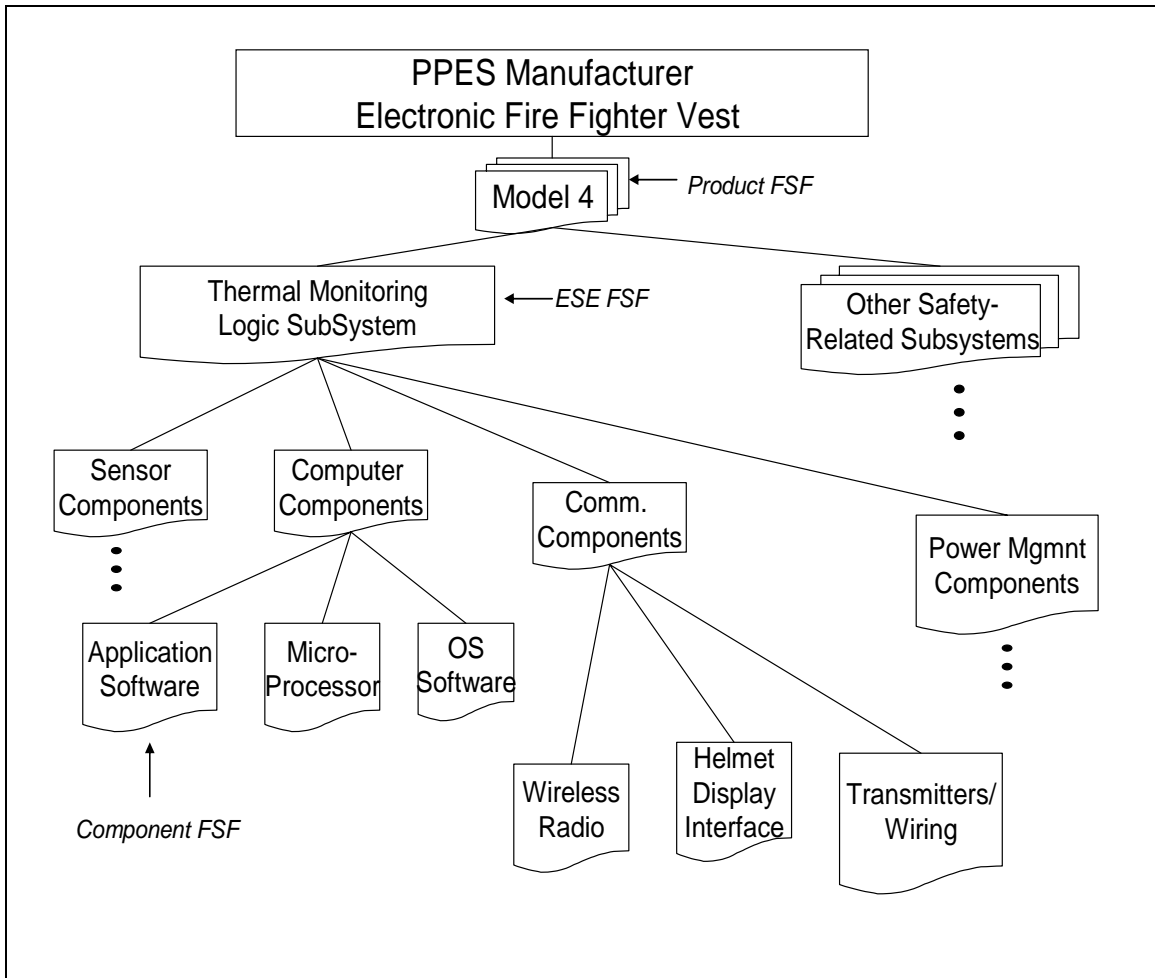 PPES Manufacturer
Electronic Fire Fighter Vest
Model 4
Product FSF
Thermal Monitoring
Logic SubSystem
ESE FSF
Other Safety-
Related Subsystems
Sensor
Components
Computer
Components
Comm.
Components
Power Mgmnt
Components
Application
Software
Micro-
Processor
OS
Software
Component FSF
Wireless
Radio
Helmet
Display
Interface
Transmitters/
Wiring